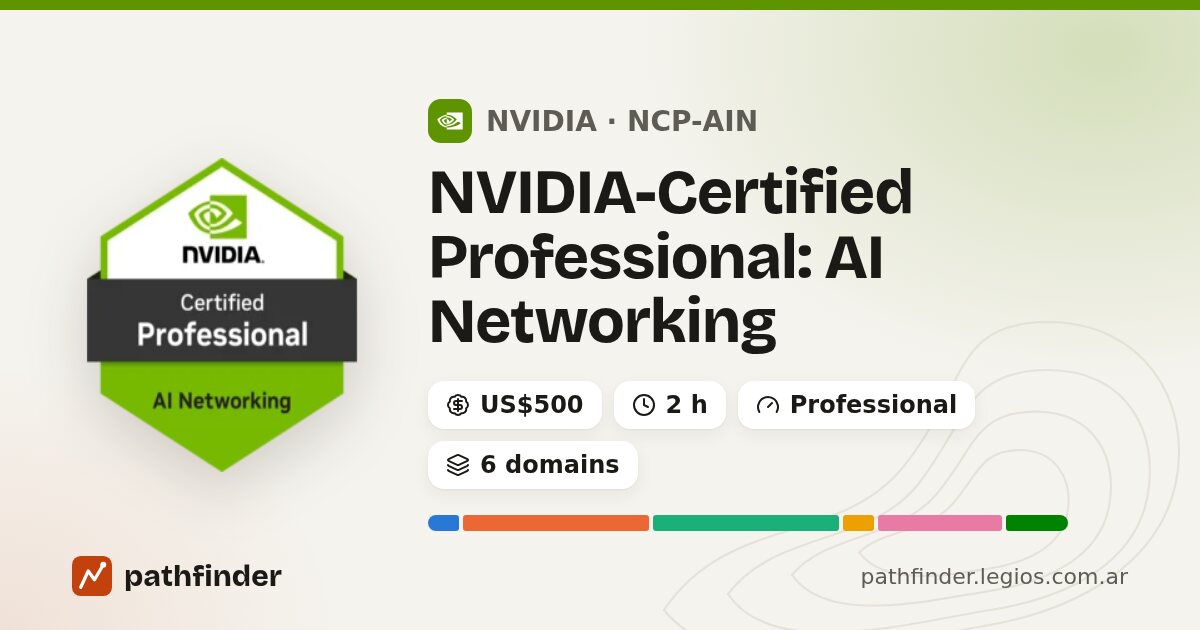 NVIDIA · NCP-AIN
NVIDIA-Certified
Professional: AI
Networking
NVIDIA.
Certified
Professional
AI Networking
US$500
2 h
Professional
6 domains
pathfinder
pathfinder.legios.com.ar